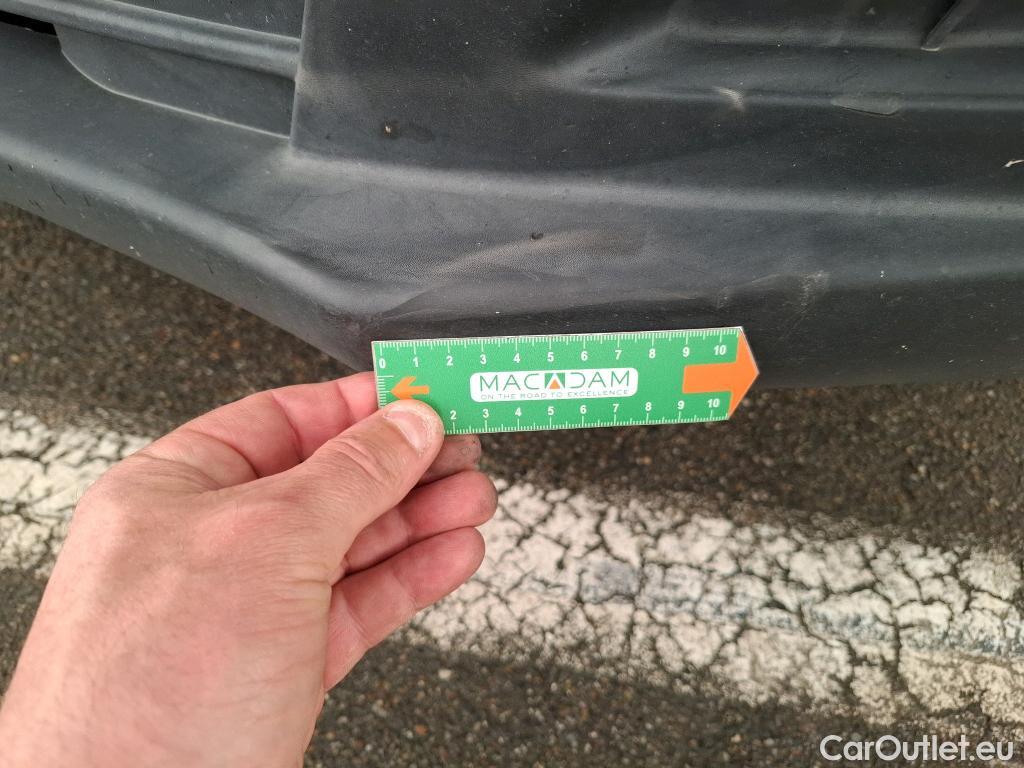 0 1 2 3 4 5 6 7 8 9 10
MACADAM
ON THE ROAD TO EXCELLENCE
2 3 4 5 6 7 8 9 10
CarOutlet.eu